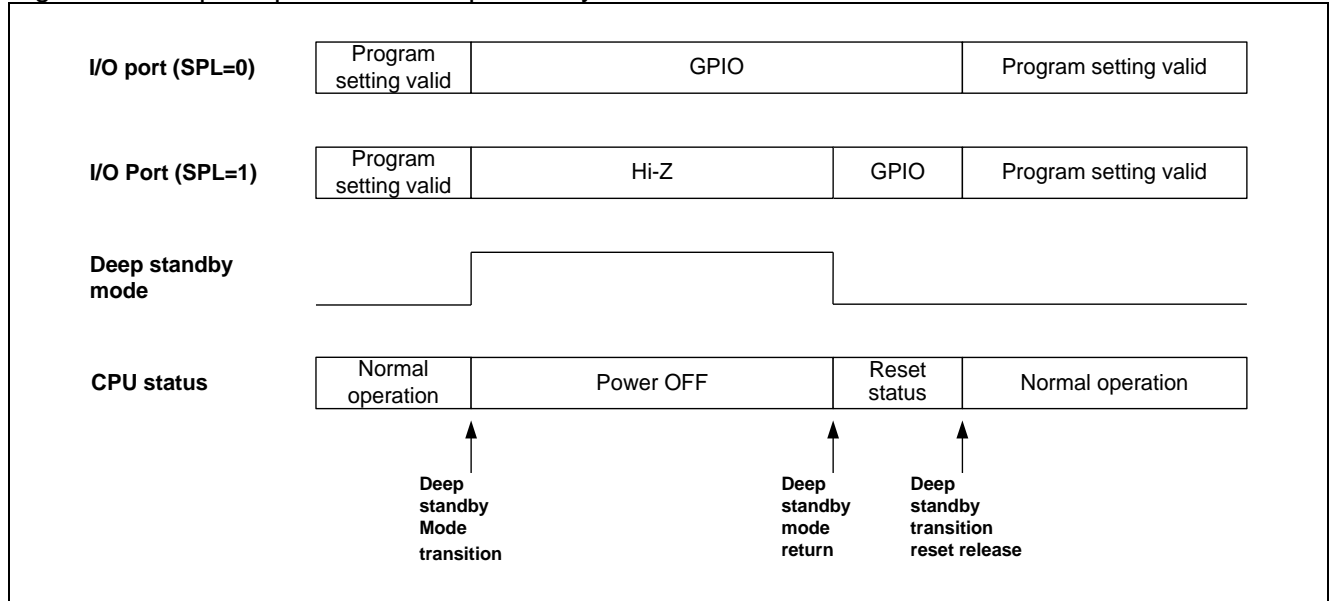 I/O port (SPL=0)
Program
setting valid
GPIO
Program setting valid
I/O Port (SPL=1)
Program
setting valid
Hi-Z
GPIO
Program setting valid
Deep standby
mode
CPU status
Normal
operation
Power OFF
Reset
status
Normal operation
Deep
standby
Mode
transition
Deep
standby
mode
return
Deep
standby
transition
reset release